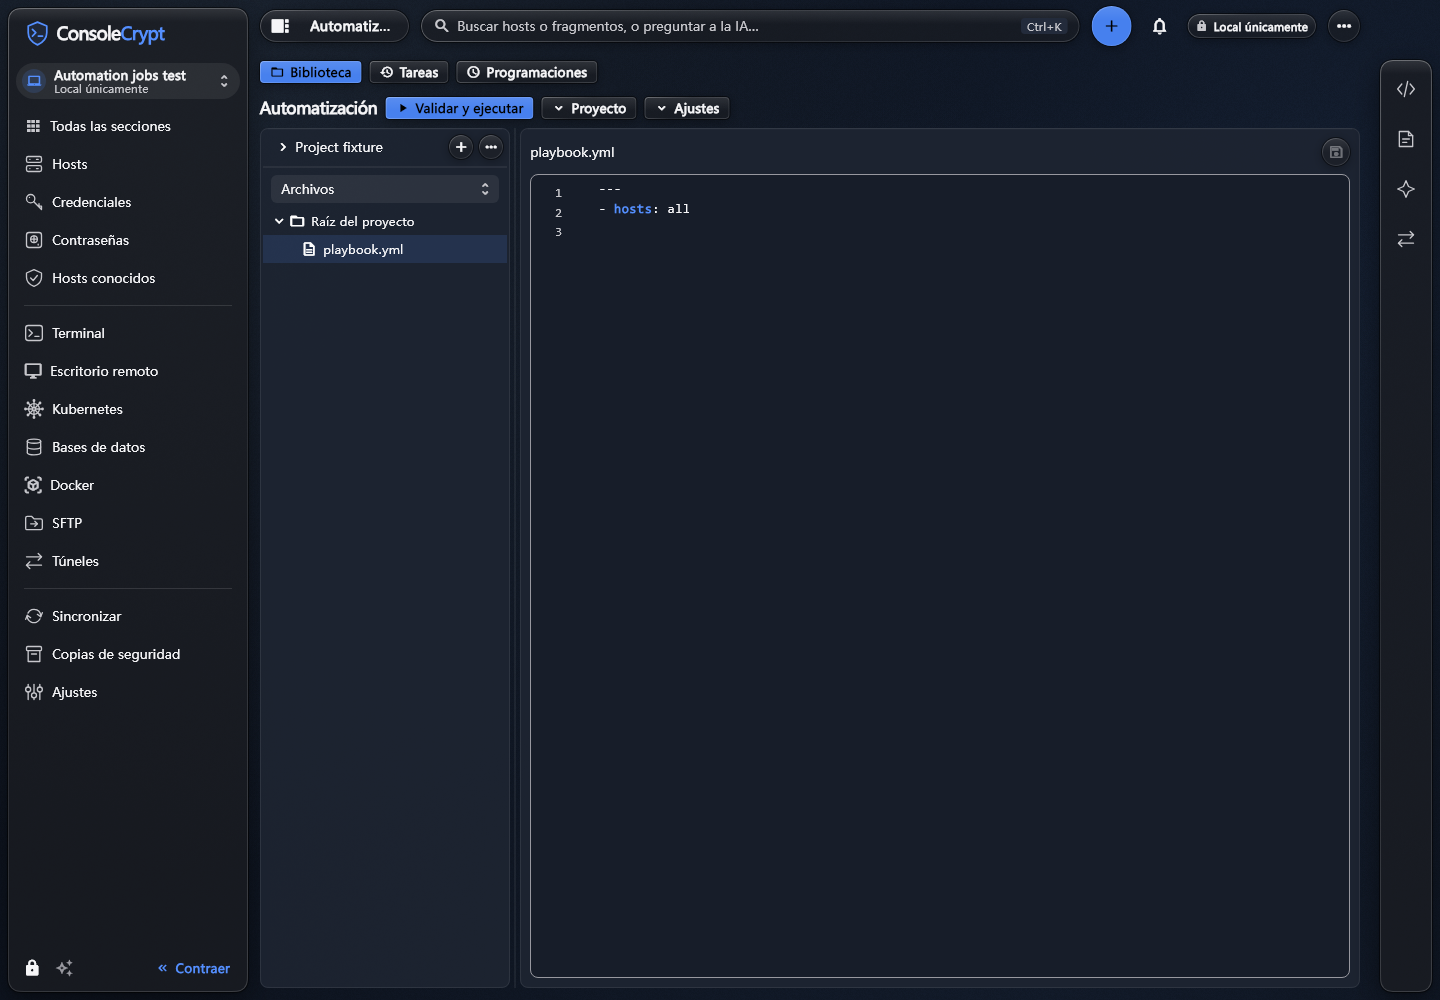 ConsoleCrypt
Automation jobs test
Local únicamente
Todas las secciones
Hosts
Credenciales
Contraseñas
Hosts conocidos
Terminal
Escritorio remoto
Kubernetes
Bases de datos
Docker
SFTP
Túneles
Sincronizar
Copias de seguridad
Ajustes
« Contraer
Automatiz...
Buscar hosts o fragmentos, o preguntar a la IA...
Ctrl+K
Local únicamente
Biblioteca
Tareas
Programaciones
Automatización
Validar y ejecutar
Proyecto
Ajustes
Project fixture
Archivos
Raíz del proyecto
playbook.yml
playbook.yml
1 ---
2 - hosts: all
3